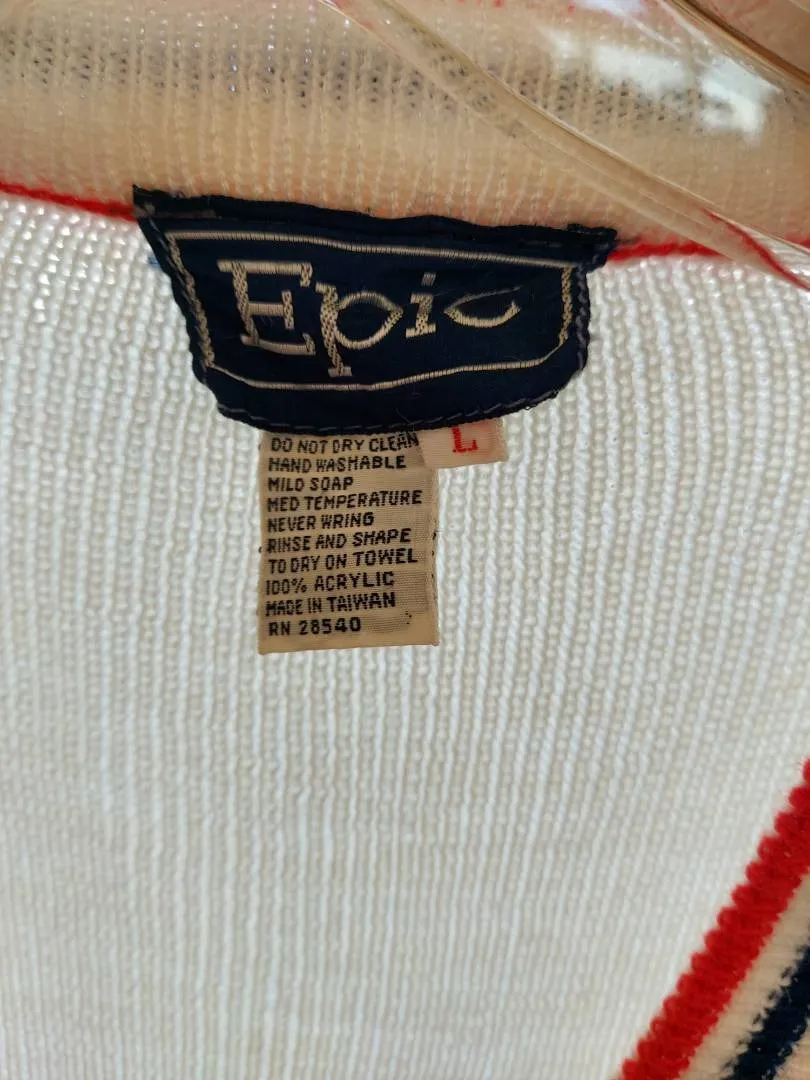 Epic
L
DO NOT DRY CLEAN
HAND WASHABLE
MILD SOAP
MED TEMPERATURE
NEVER WRING
RINSE AND SHAPE
TO DRY ON TOWEL
100% ACRYLIC
MADE IN TAIWAN
RN 28540